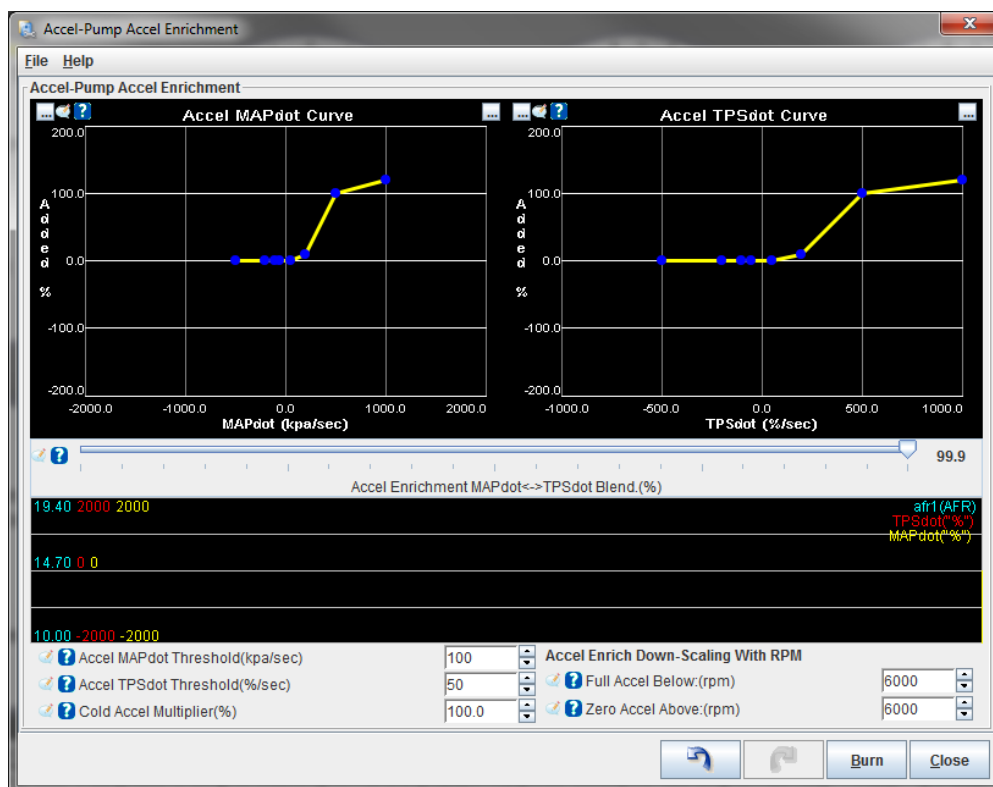 Accel-Pump Accel Enrichment
File Help
Accel-Pump Accel Enrichment
... ? Accel MAPdot Curve ...
200.0
100.0
0.0
-100.0
-200.0
Added %
-2000.0 -1000.0 0.0 1000.0 2000.0
MAPdot (kpa/sec)
... ? Accel TPSdot Curve ...
200.0
100.0
0.0
-100.0
-200.0
Added %
-1000.0 -500.0 0.0 500.0 1000.0
TPSdot (%/sec)
? 99.9
Accel Enrichment MAPdot<->TPSdot Blend.(%)
19.40 2000 2000 afr1(AFR)
TPSdot("%")
MAPdot("%")
14.70 0 0
10.00 -2000 -2000
? Accel MAPdot Threshold(kpa/sec) 100
? Accel TPSdot Threshold(%/sec) 50
? Cold Accel Multiplier(%) 100.0
Accel Enrich Down-Scaling With RPM
? Full Accel Below:(rpm) 6000
? Zero Accel Above:(rpm) 6000
Burn Close